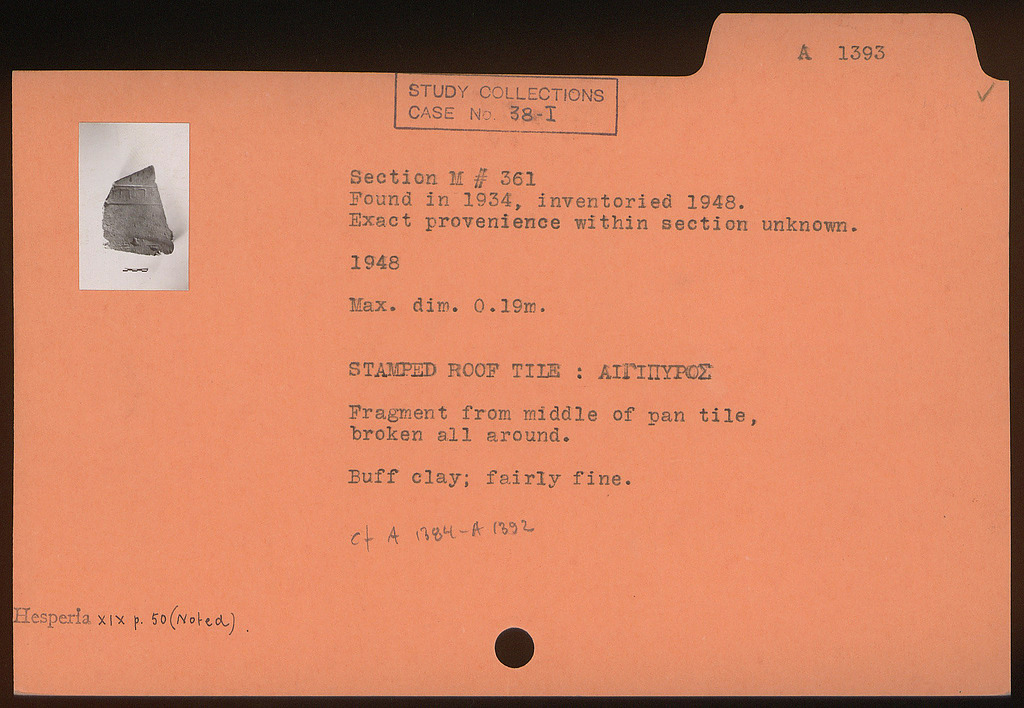 A 1393
STUDY COLLECTIONS
CASE No. 38-I
Section M # 361
Found in 1934, inventoried 1948.
Exact provenience within section unknown.
1948
Max. dim. 0.19m.
STAMPED ROOF TILE : ΑΙΓΙΠΥΡΟΣ
Fragment from middle of pan tile,
broken all around.
Buff clay; fairly fine.
cf A 1384-A 1392
Hesperia XIX p. 50 (Noted).